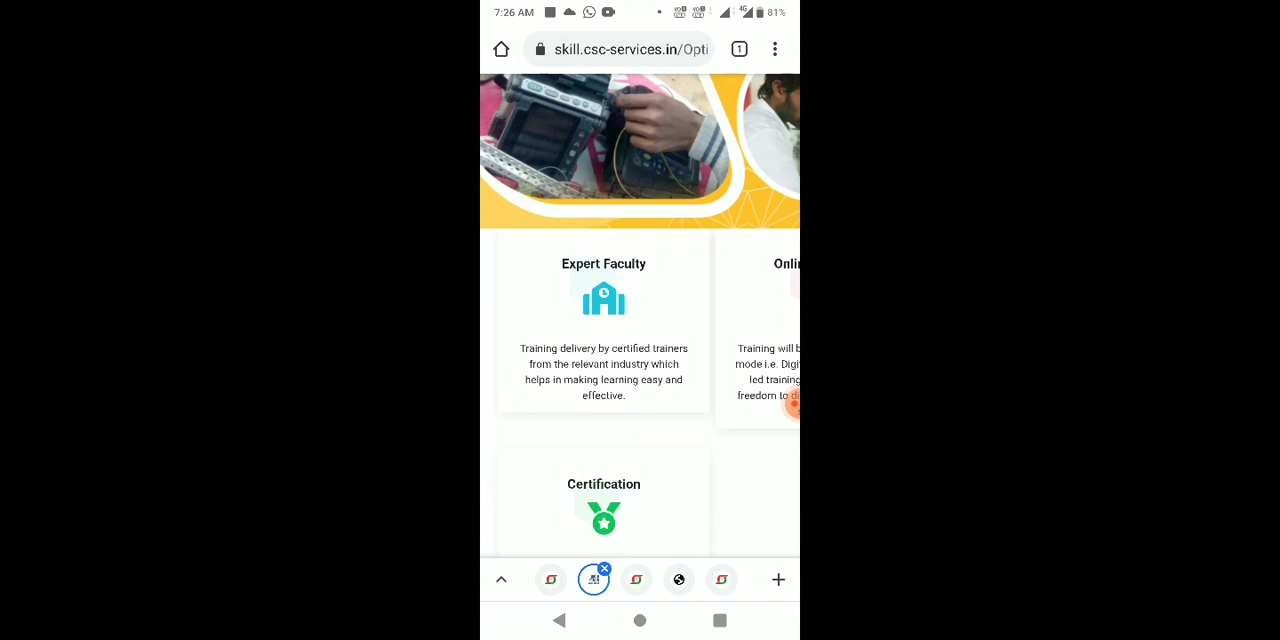 7:26 AM
4G
81%
skill.csc-services.in/Opti
1
Expert Faculty
Training delivery by certified trainers
from the relevant industry which
helps in making learning easy and
effective.
Onlin
Training will b
mode i.e. Digi
led training
freedom to d
Certification